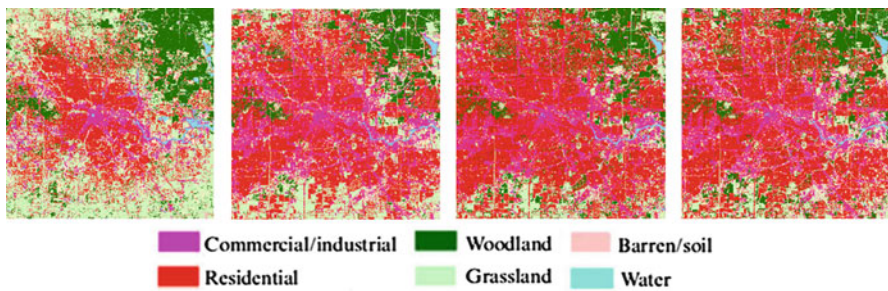 Commercial/industrial Woodland Barren/soil
Residential Grassland Water